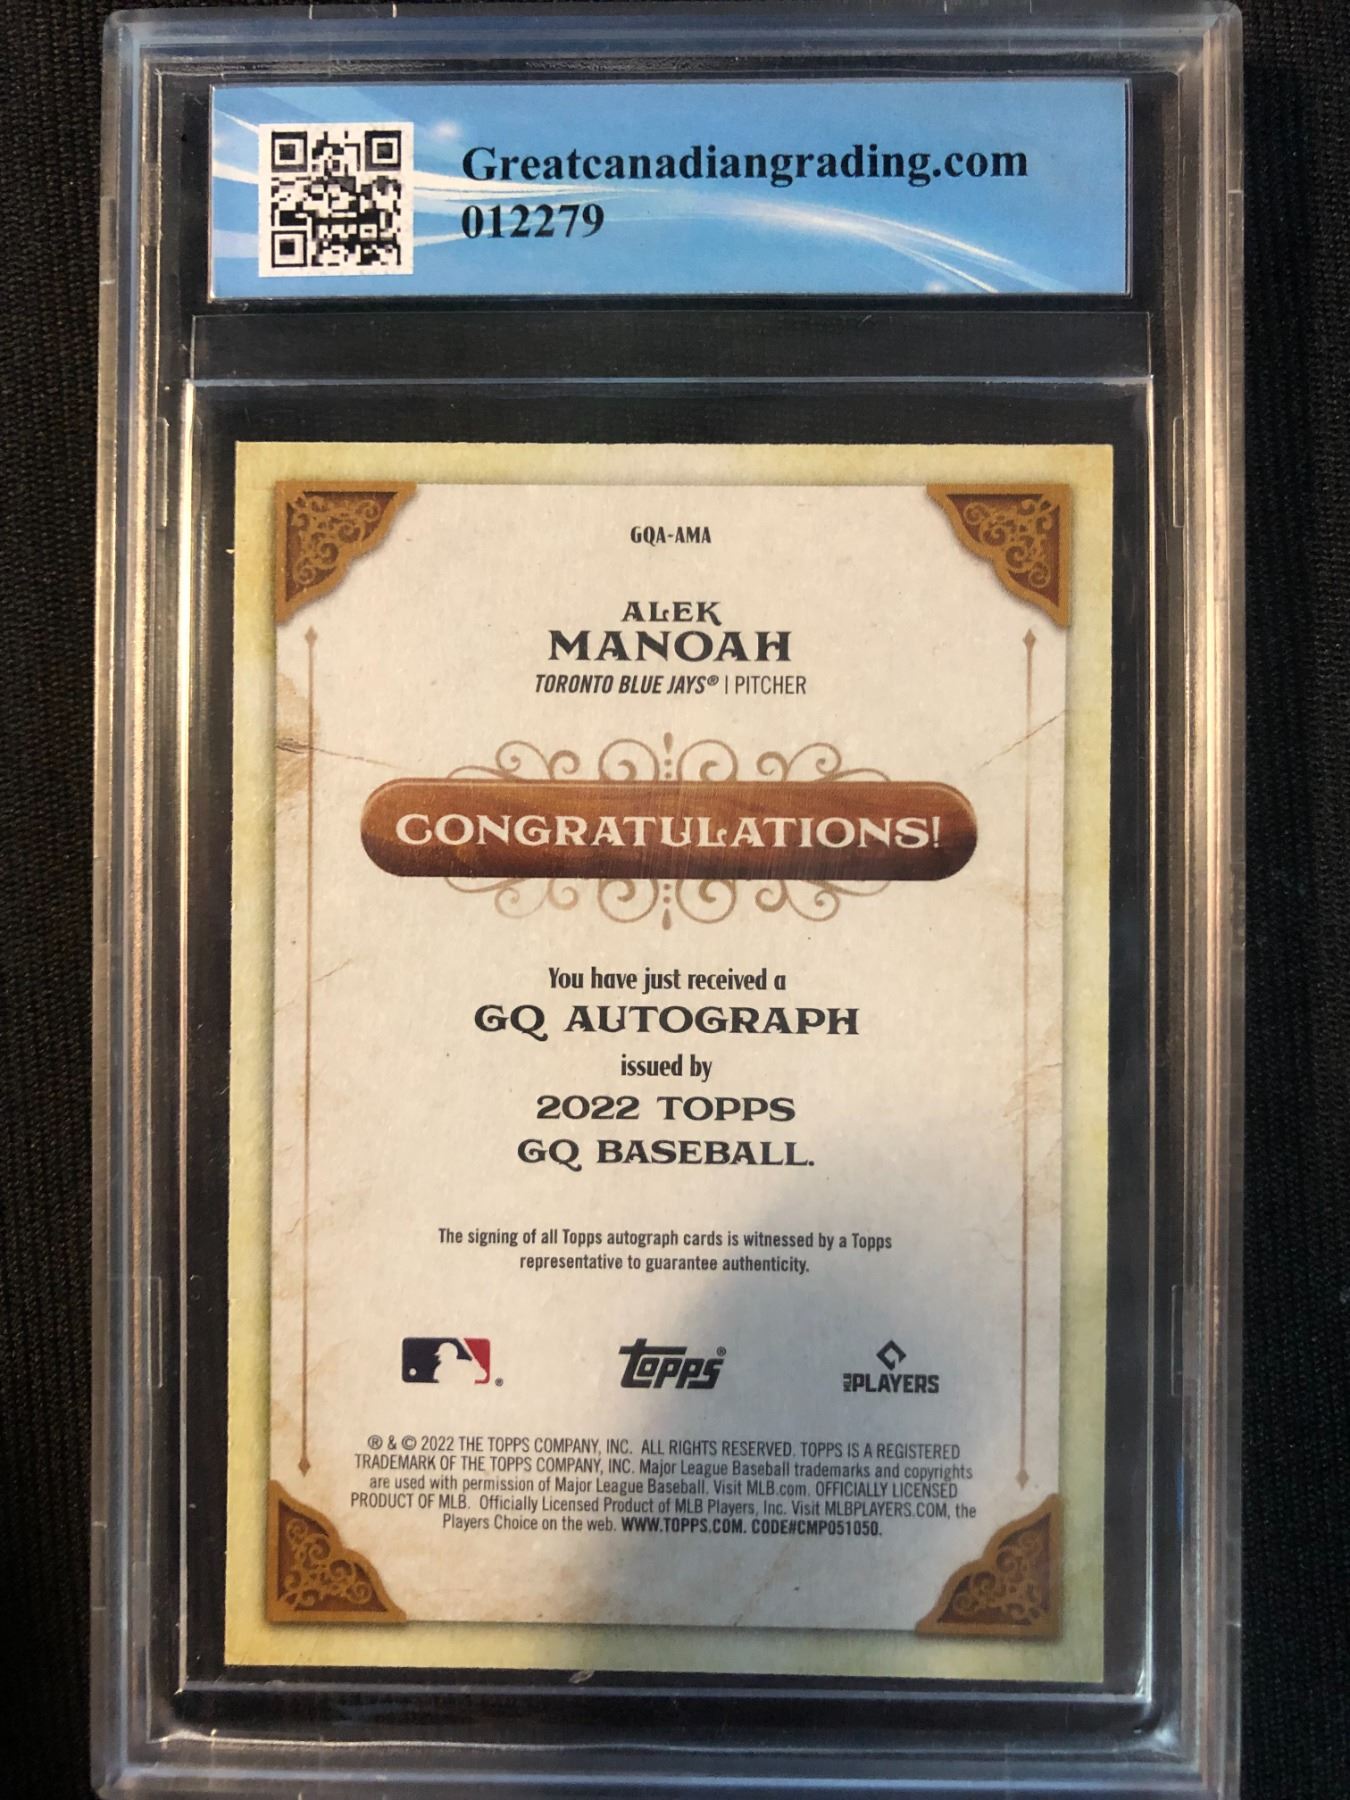 Greatcanadiangrading.com
012279
GQA-AMA
ALEK
MANOAH
TORONTO BLUE JAYS® | PITCHER
CONGRATULATIONS!
You have just received a
GQ AUTOGRAPH
issued by
2022 TOPPS
GQ BASEBALL.
The signing of all Topps autograph cards is witnessed by a Topps
representative to guarantee authenticity.
® Topps® MLB PLAYERS
® & © 2022 THE TOPPS COMPANY, INC. ALL RIGHTS RESERVED. TOPPS IS A REGISTERED
TRADEMARK OF THE TOPPS COMPANY, INC. Major League Baseball trademarks and copyrights
are used with permission of Major League Baseball. Visit MLB.com. OFFICIALLY LICENSED
PRODUCT OF MLB. Officially Licensed Product of MLB Players, Inc. Visit MLBPLAYERS.COM, the
Players Choice on the web. WWW.TOPPS.COM. CODE#CMP051050.